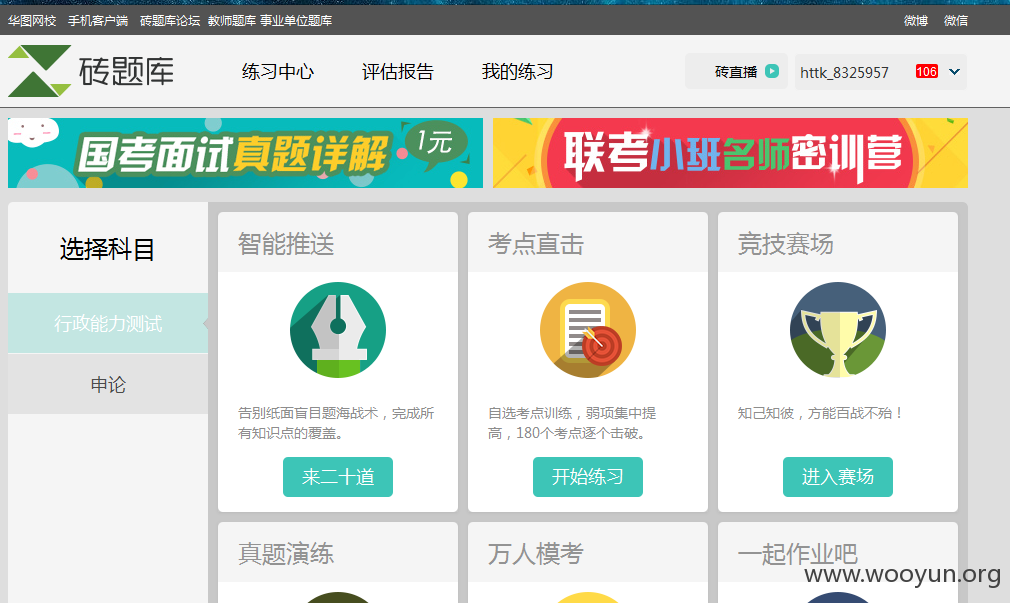 华图网校 手机客户端 砖题库论坛 教师题库 事业单位题库 微博 微信
砖题库 练习中心 评估报告 我的练习 砖直播 httk_8325957 106
国考面试真题详解 1元
联考小班名师密训营
选择科目
行政能力测试
申论
智能推送
告别纸面盲目题海战术，完成所
有知识点的覆盖。
来二十道
考点直击
自选考点训练，弱项集中提
高，180个考点逐个击破。
开始练习
竞技赛场
知己知彼，方能百战不殆！
进入赛场
真题演练
万人模考
一起作业吧
www.wooyun.org